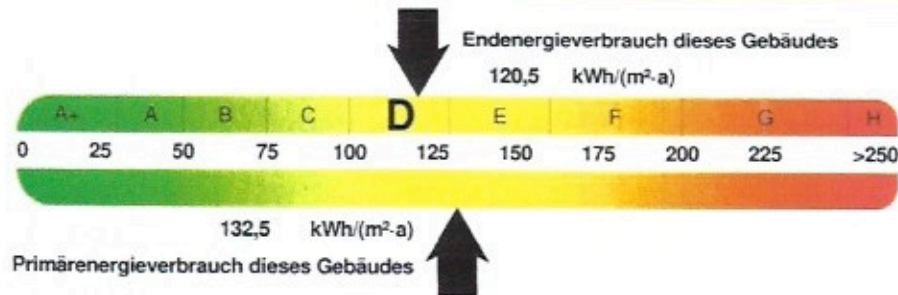 Endenergieverbrauch dieses Gebäudes
120,5 kWh/(m²·a)
A+ A B C D E F G H
0 25 50 75 100 125 150 175 200 225 >250
132,5 kWh/(m²·a)
Primärenergieverbrauch dieses Gebäudes